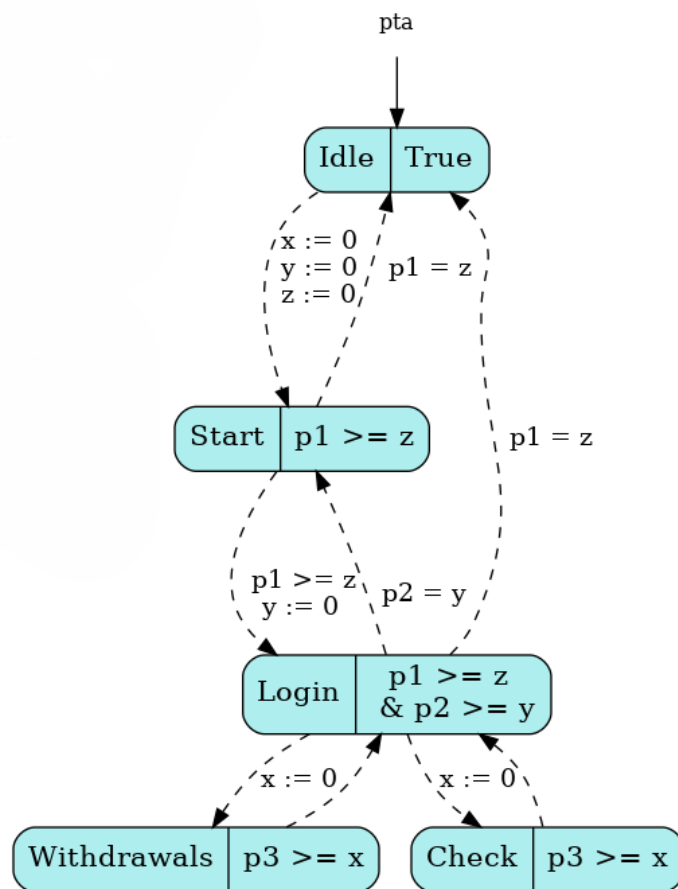 pta
Idle
True
x := 0
y := 0
z := 0
p1 = z
Start
p1 >= z
p1 = z
p1 >= z
y := 0
p2 = y
Login
p1 >= z
& p2 >= y
x := 0
x := 0
Withdrawals
p3 >= x
Check
p3 >= x